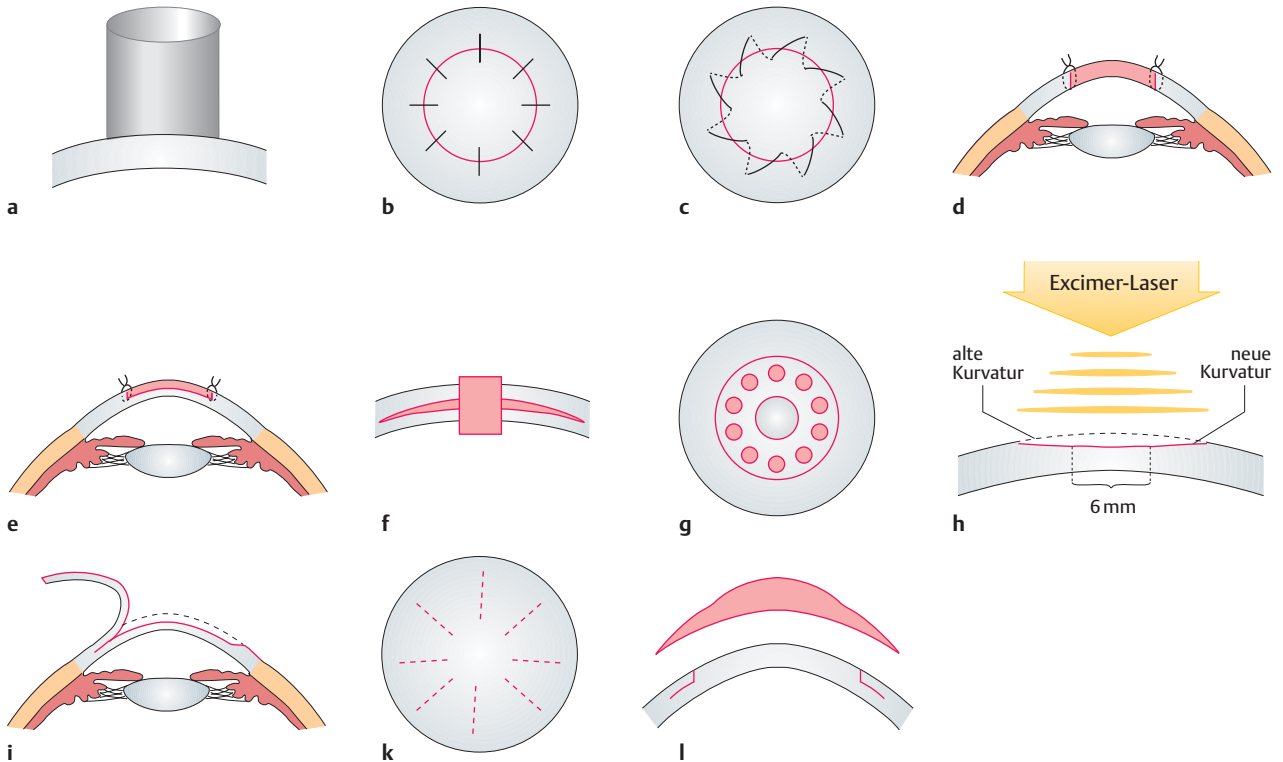 a
b
c
d
Excimer-Laser
alte
Kurvatur
neue
Kurvatur
6 mm
e
f
g
h
i
k
l